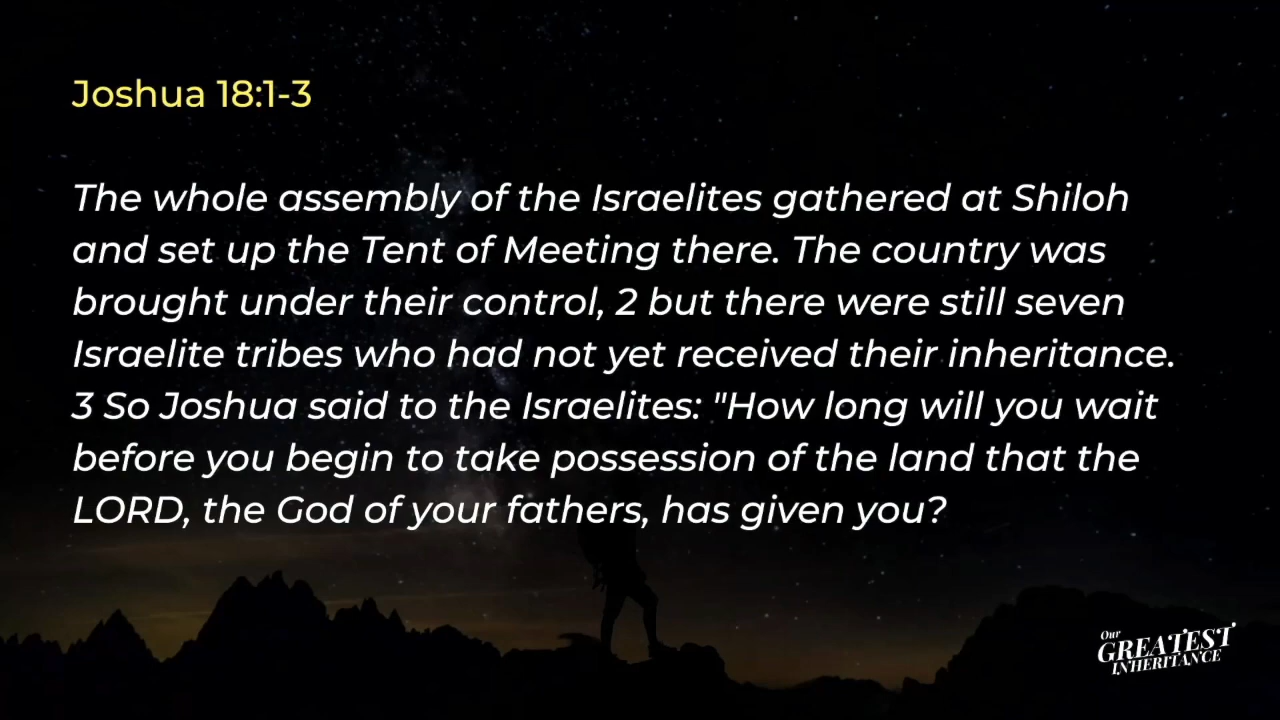 Joshua 18:1-3
The whole assembly of the Israelites gathered at Shiloh
and set up the Tent of Meeting there. The country was
brought under their control, 2 but there were still seven
Israelite tribes who had not yet received their inheritance.
3 So Joshua said to the Israelites: "How long will you wait
before you begin to take possession of the land that the
LORD, the God of your fathers, has given you?
Our
GREATEST
INHERITANCE